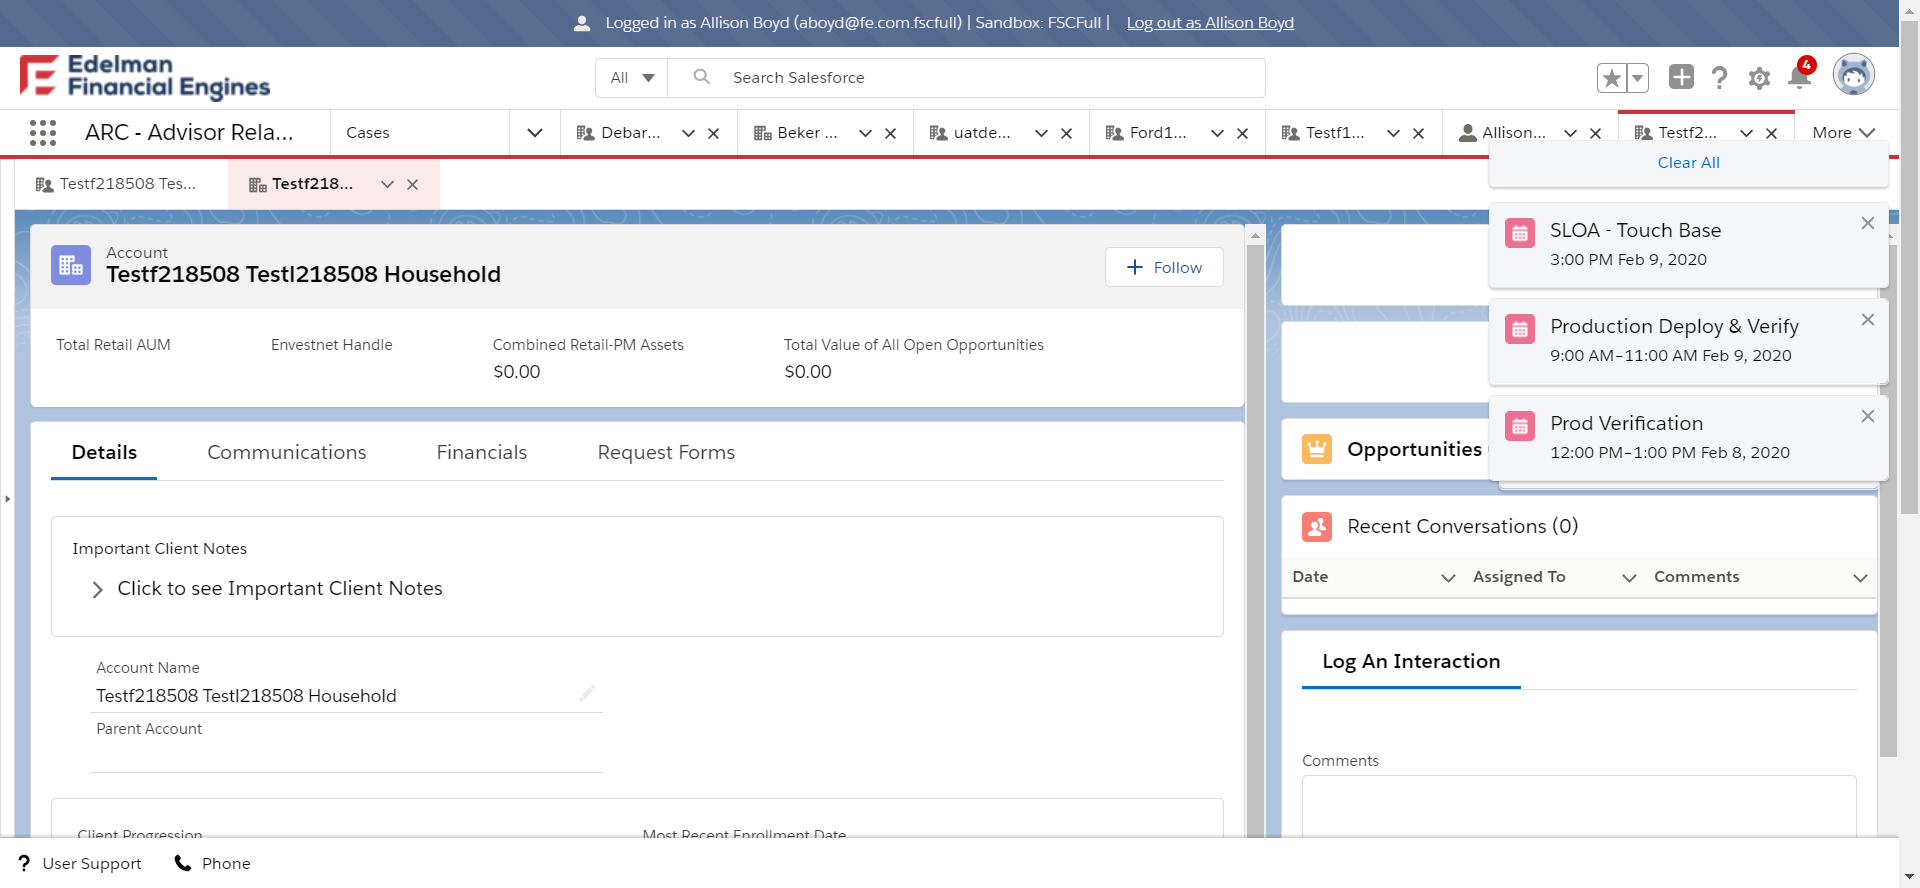 Logged in as Allison Boyd (aboyd@fe.com.fscfull) | Sandbox: FSCFull | Log out as Allison Boyd
Edelman
Financial Engines
All
Search Salesforce
4
ARC - Advisor Rela...
Cases
Debar...
Beker ...
uatde...
Ford1...
Testf1...
Allison...
Testf2...
More
Testf218508 Tes...
Testf218...
Clear All
Account
Testf218508 Testl218508 Household
Follow
SLOA - Touch Base
3:00 PM Feb 9, 2020
Total Retail AUM
Envestnet Handle
Combined Retail-PM Assets
$0.00
Total Value of All Open Opportunities
$0.00
Production Deploy & Verify
9:00 AM–11:00 AM Feb 9, 2020
Prod Verification
12:00 PM–1:00 PM Feb 8, 2020
Details
Communications
Financials
Request Forms
Opportunities
Important Client Notes
Click to see Important Client Notes
Recent Conversations (0)
Date
Assigned To
Comments
Account Name
Testf218508 Testl218508 Household
Parent Account
Log An Interaction
Comments
Client Progression
Most Recent Enrollment Date
? User Support
Phone